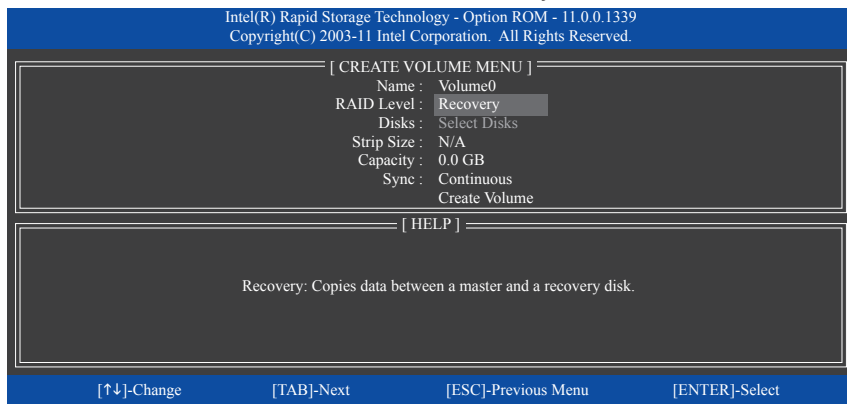 Intel(R) Rapid Storage Technology - Option ROM - 11.0.0.1339
Copyright(C) 2003-11 Intel Corporation. All Rights Reserved.
[ CREATE VOLUME MENU ]
Name : Volume0
RAID Level : Recovery
Disks : Select Disks
Strip Size : N/A
Capacity : 0.0 GB
Sync : Continuous
Create Volume
[ HELP ]
Recovery: Copies data between a master and a recovery disk.
[↑↓]-Change [TAB]-Next [ESC]-Previous Menu [ENTER]-Select